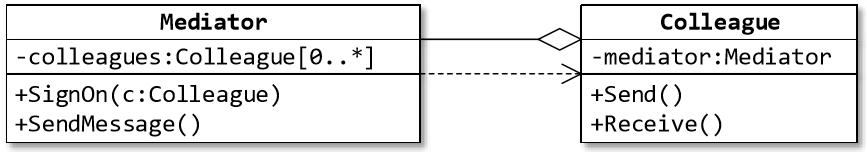 Mediator
-colleagues:Colleague[0..*]
+SignOn(c:Colleague)
+SendMessage()
Colleague
-mediator:Mediator
+Send()
+Receive()